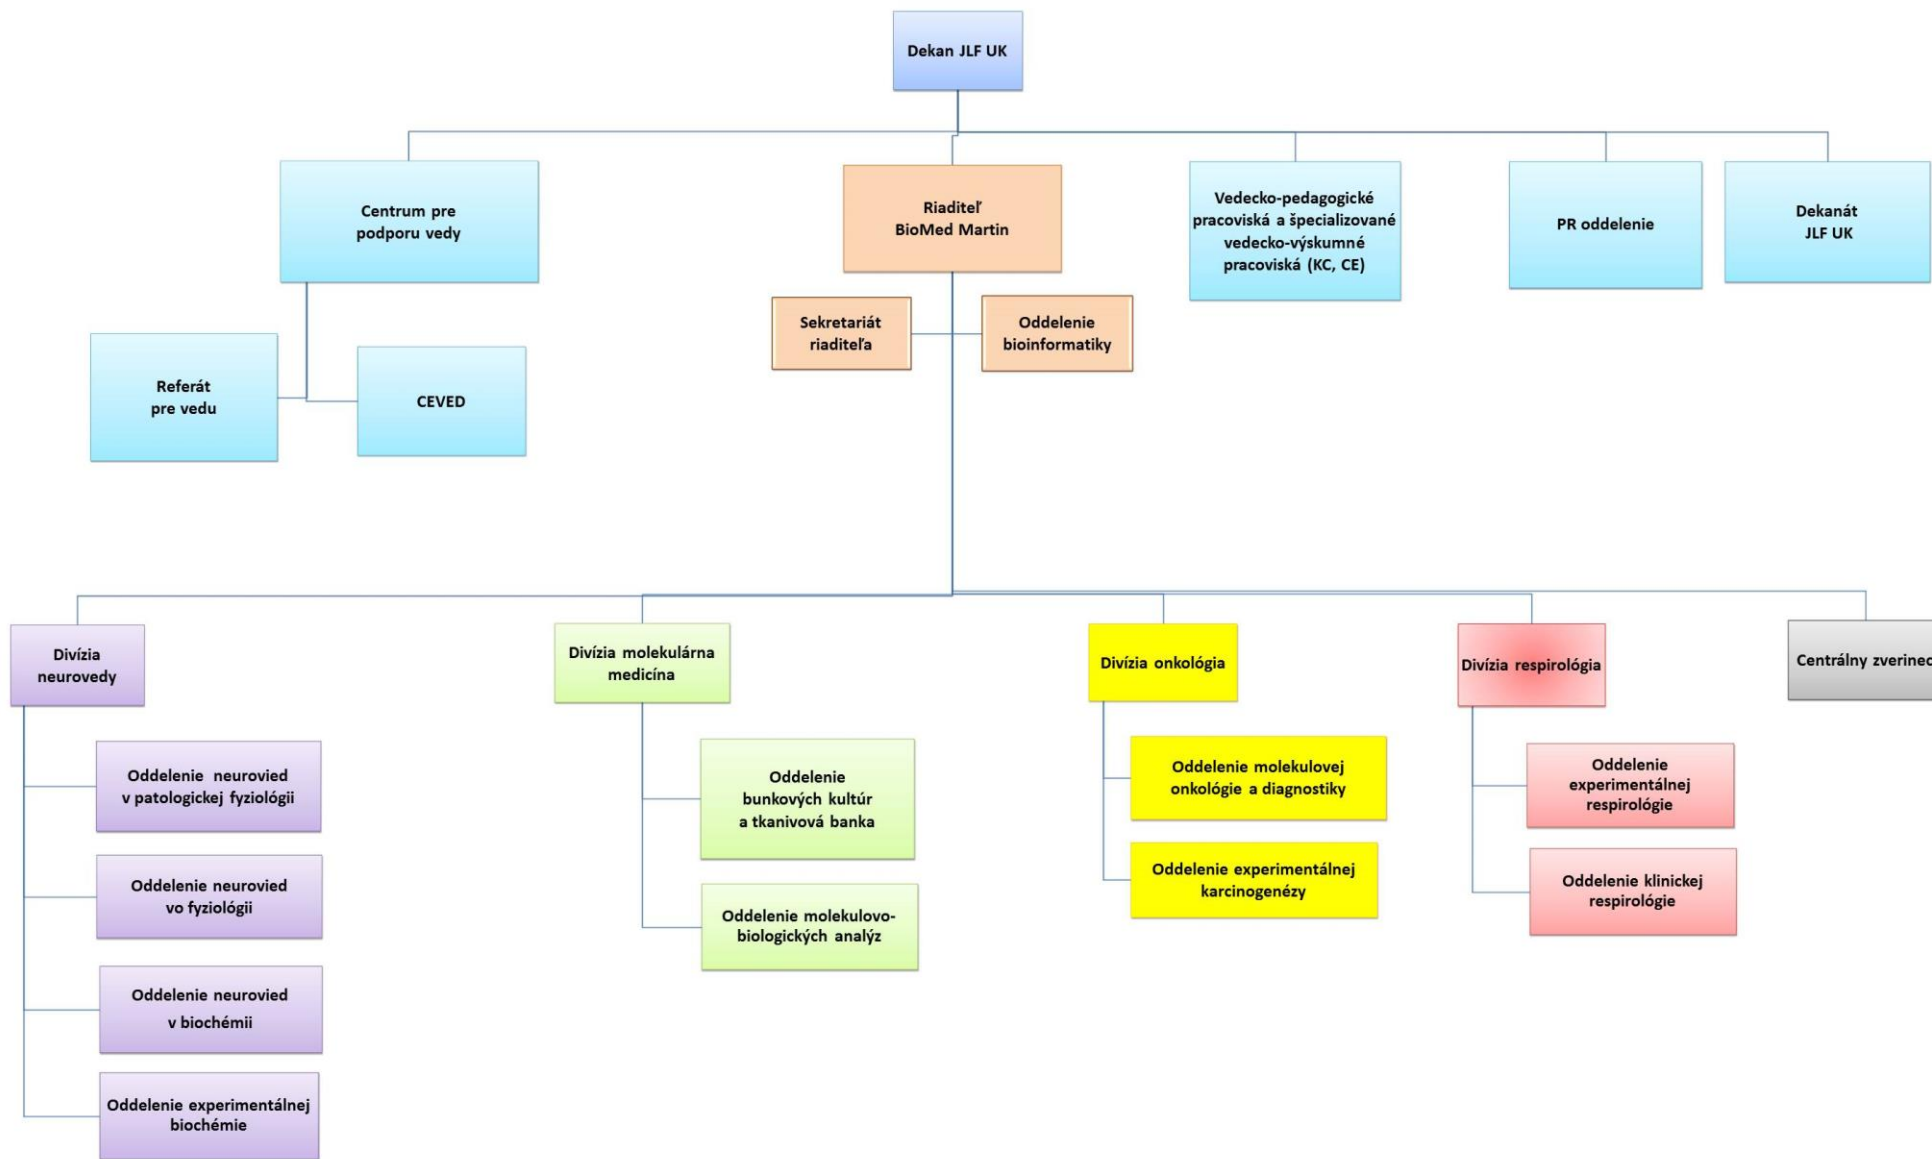 Dekan JLF UK
Centrum pre
podporu vedy
Riaditeľ
BioMed Martin
Vedecko-pedagogické
pracoviská a špecializované
vedecko-výskumné
pracoviská (KC, CE)
PR oddelenie
Dekanát
JLF UK
Sekretariát
riaditeľa
Oddelenie
bioinformatiky
Referát
pre vedu
CEVED
Divízia
neurovedy
Divízia molekulárna
medicína
Divízia onkológia
Divízia respirológia
Centrálny zverinec
Oddelenie neurovied
v patologickej fyziológii
Oddelenie neurovied
vo fyziológii
Oddelenie neurovied
v biochémii
Oddelenie experimentálnej
biochémie
Oddelenie
bunkových kultúr
a tkanivová banka
Oddelenie molekulovo-
biologických analýz
Oddelenie molekulovej
onkológie a diagnostiky
Oddelenie experimentálnej
karcinogenézy
Oddelenie
experimentálnej
respirológie
Oddelenie klinickej
respirológie